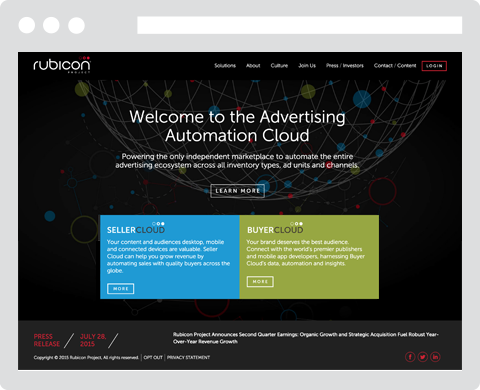 rubicon
PROJECT
Solutions About Culture Join Us Press / Investors Contact / Content LOGIN
Welcome to the Advertising
Automation Cloud
Powering the only independent marketplace to automate the entire
advertising ecosystem across all inventory types, ad units and channels.
LEARN MORE
SELLERCLOUD
Your content and audiences desktop, mobile
and connected devices are valuable. Seller
Cloud can help you grow revenue by
automating sales with quality buyers across the
globe.
MORE
BUYERCLOUD
Your brand deserves the best audience.
Connect with the world's premier publishers
and mobile app developers, harnessing Buyer
Cloud's data, automation and insights.
MORE
PRESS
RELEASE
JULY 28,
2015
Rubicon Project Announces Second Quarter Earnings: Organic Growth and Strategic Acquisition Fuel Robust Year-
Over-Year Revenue Growth
Copyright © 2015 Rubicon Project, All rights reserved. | OPT OUT | PRIVACY STATEMENT